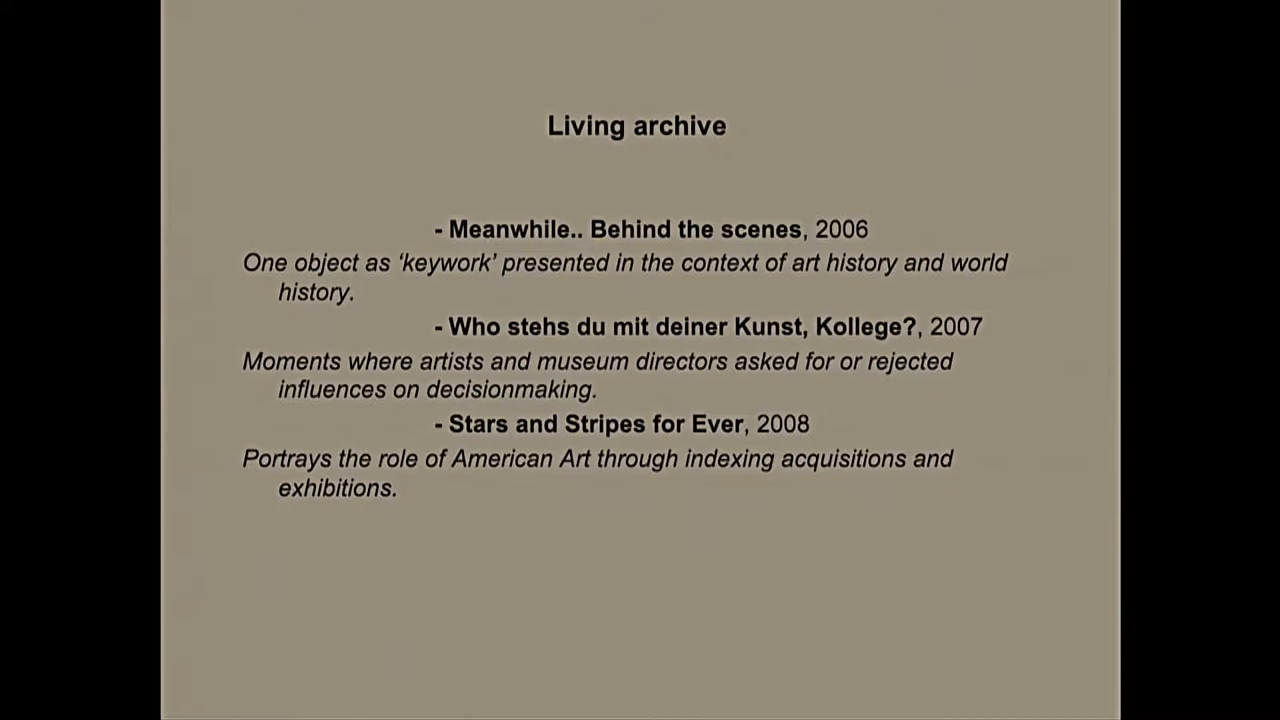 Living archive
- Meanwhile.. Behind the scenes, 2006
One object as ‘keywork’ presented in the context of art history and world
history.
- Who stehs du mit deiner Kunst, Kollege?, 2007
Moments where artists and museum directors asked for or rejected
influences on decisionmaking.
- Stars and Stripes for Ever, 2008
Portrays the role of American Art through indexing acquisitions and
exhibitions.